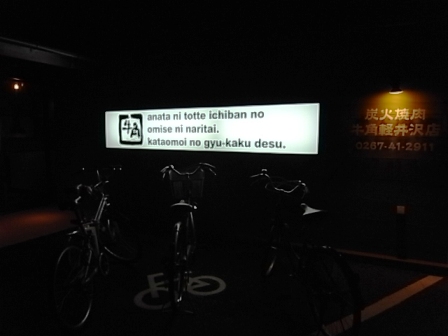 牛角
anata ni totte ichiban no
omise ni naritai.
kataomoi no gyu-kaku desu.
炭火焼肉
牛角軽井沢店
0267-41-2911